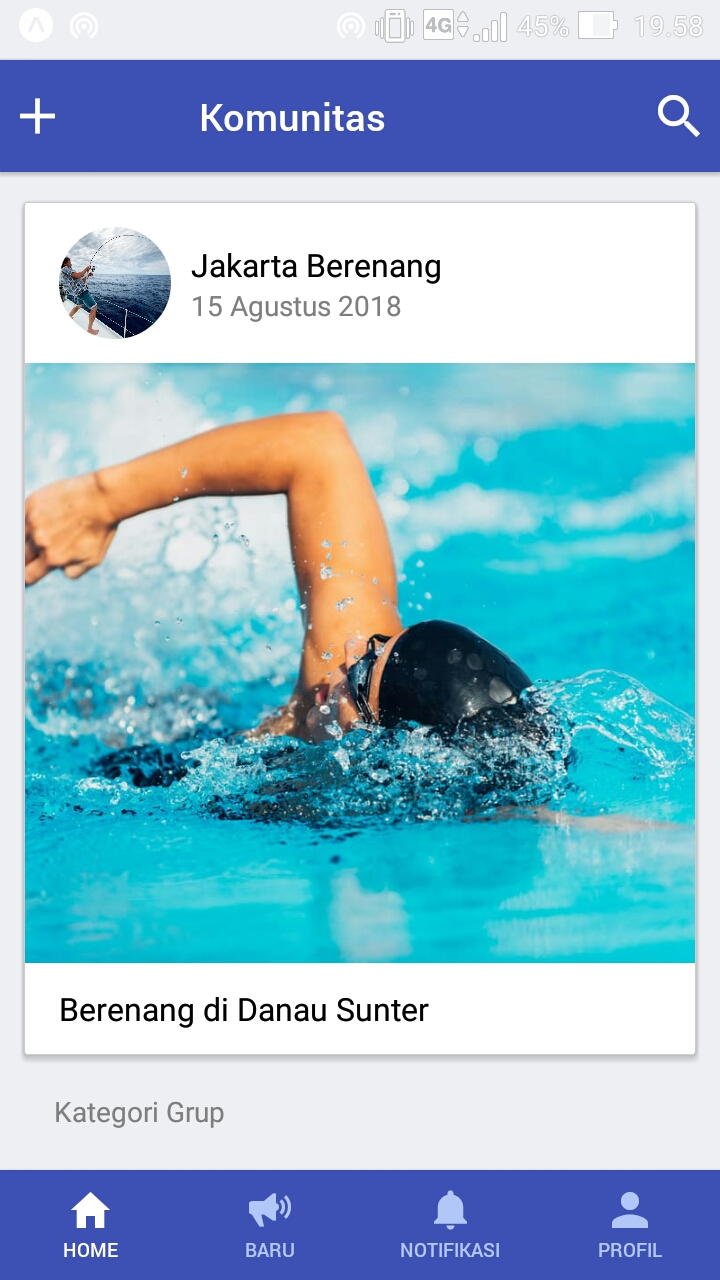 4G 45% 19.58
Komunitas
Jakarta Berenang
15 Agustus 2018
Berenang di Danau Sunter
Kategori Grup
HOME BARU NOTIFIKASI PROFIL